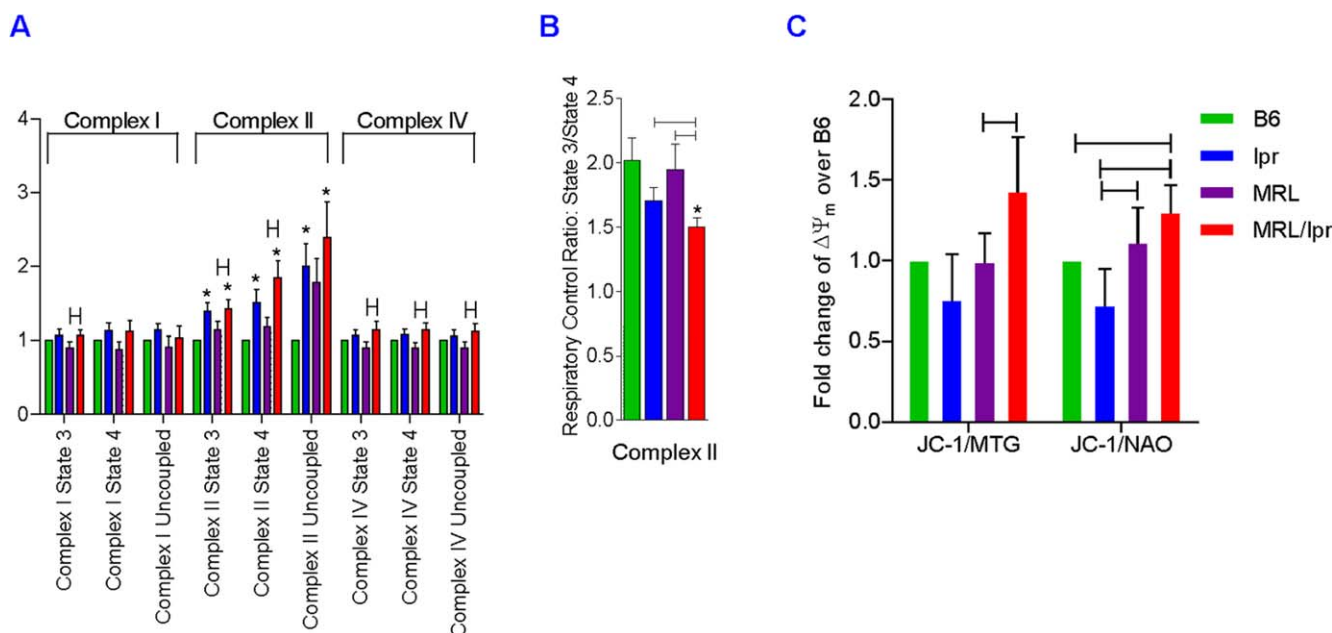 A
Complex I
Complex II
Complex IV
4
3
2
1
0
H
H
H
H
H
H
*
*
*
*
*
*
Complex I State 3
Complex I State 4
Complex I Uncoupled
Complex II State 3
Complex II State 4
Complex II Uncoupled
Complex IV State 3
Complex IV State 4
Complex IV Uncoupled
B
Respiratory Control Ratio: State 3/State 4
2.5
2.0
1.5
1.0
0.5
0.0
*
Complex II
C
Fold change of ΔΨm over B6
2.0
1.5
1.0
0.5
0.0
JC-1/MTG
JC-1/NAO
B6
lpr
MRL
MRL/lpr